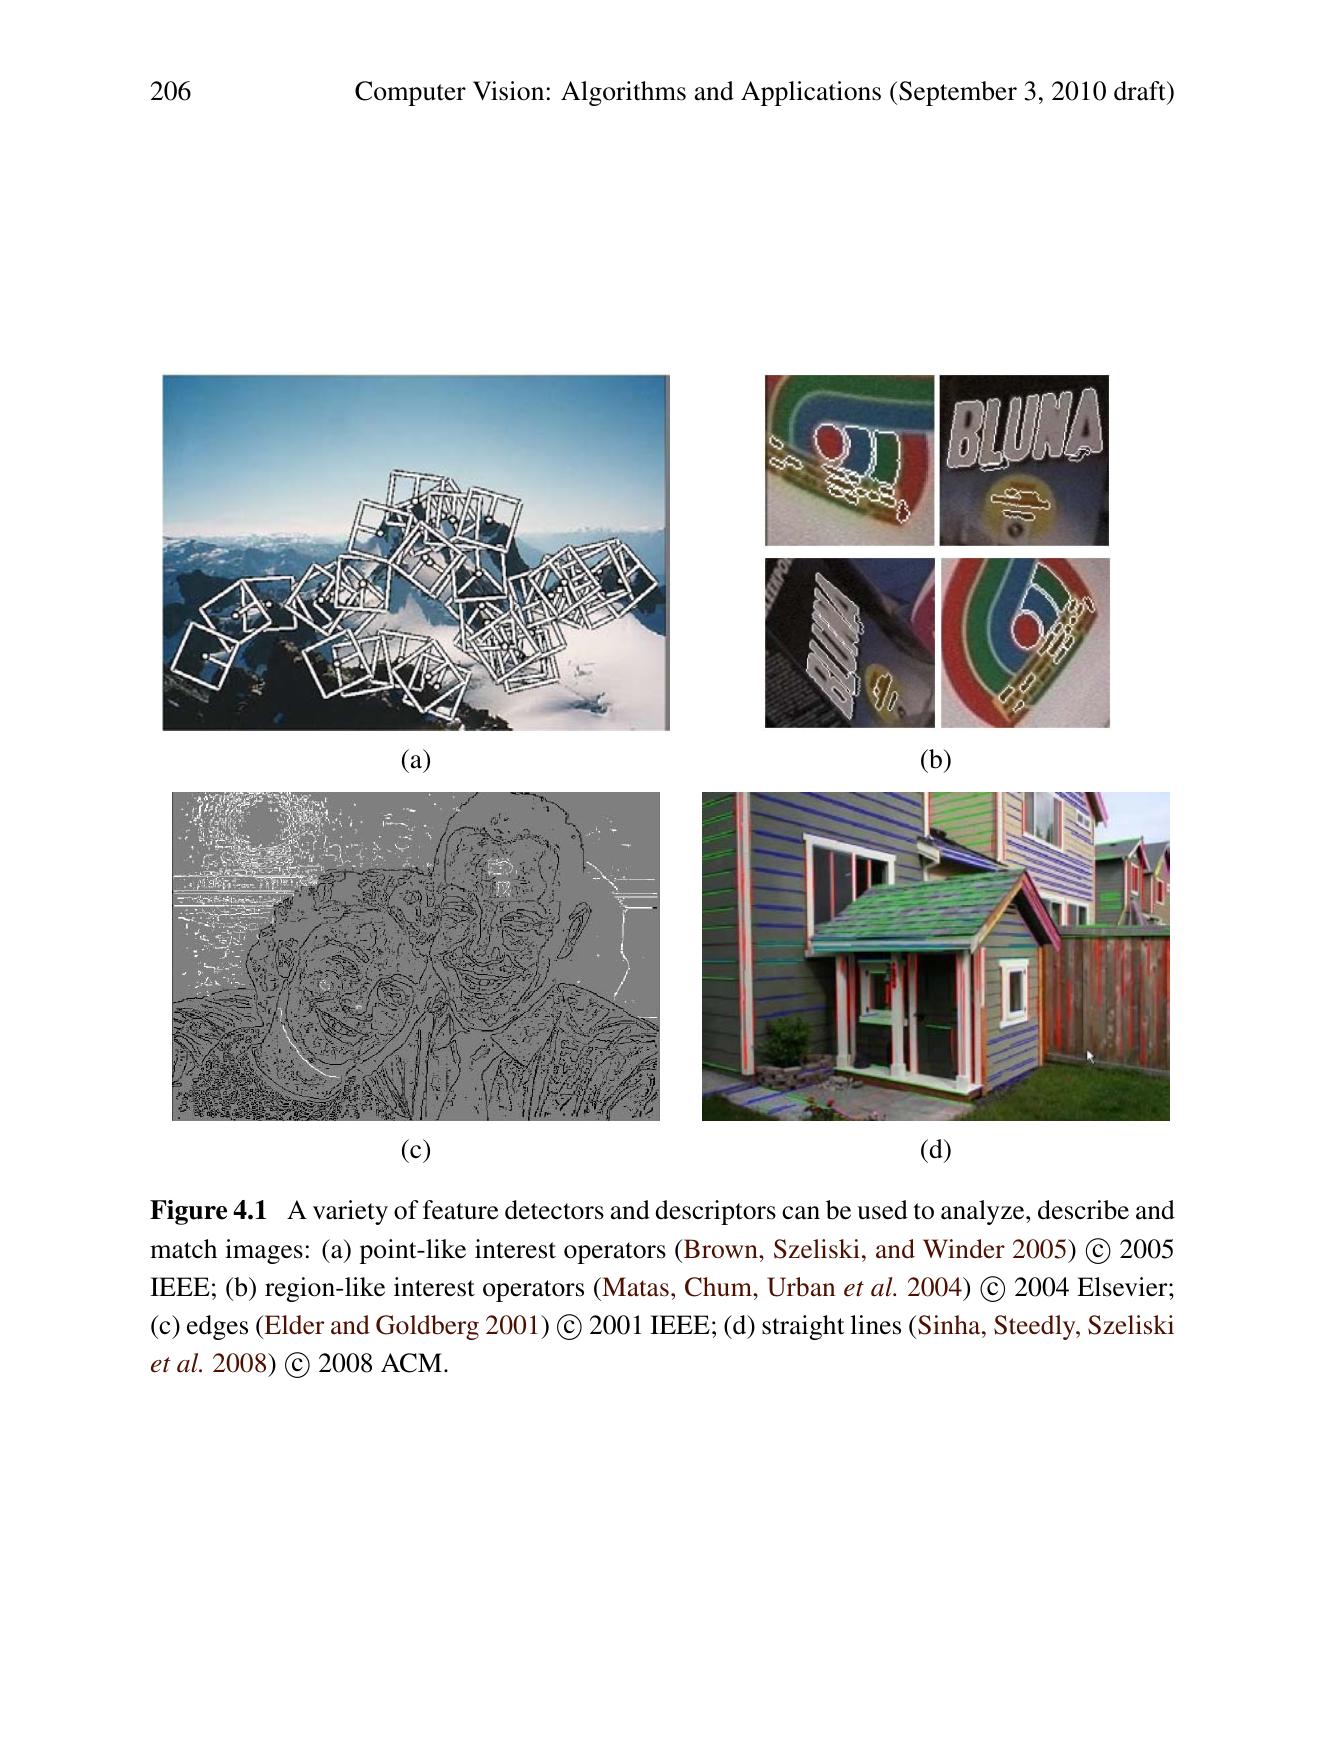 206 Computer Vision: Algorithms and Applications (September 3, 2010 draft)
BLUNA
BLUNA
(a) (b)
(c) (d)
Figure 4.1 A variety of feature detectors and descriptors can be used to analyze, describe and
match images: (a) point-like interest operators (Brown, Szeliski, and Winder 2005) © 2005
IEEE; (b) region-like interest operators (Matas, Chum, Urban et al. 2004) © 2004 Elsevier;
(c) edges (Elder and Goldberg 2001) © 2001 IEEE; (d) straight lines (Sinha, Steedly, Szeliski
et al. 2008) © 2008 ACM.